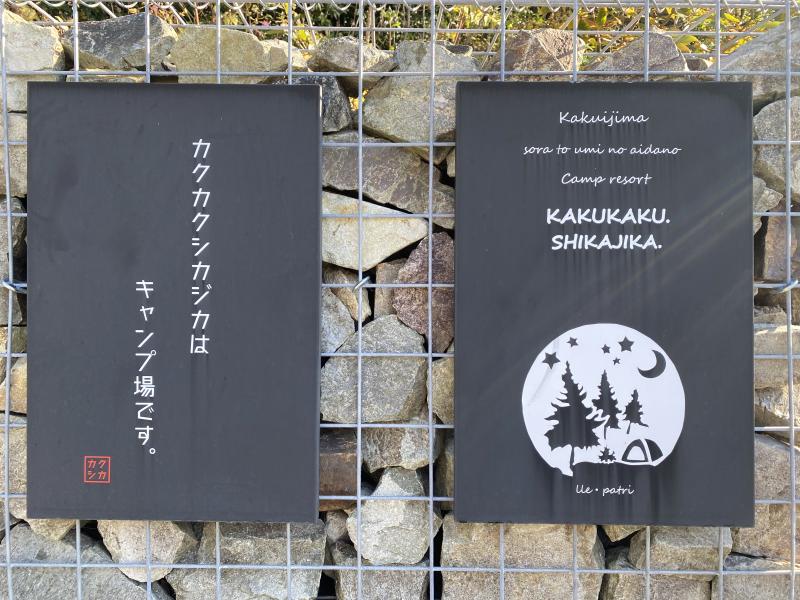 カクカクシカジカは
キャンプ場です。
カク
シカ
Kakuijima
sora to umi no aidano
Camp resort
KAKUKAKU.
SHIKAJIKA.
Ile・patri